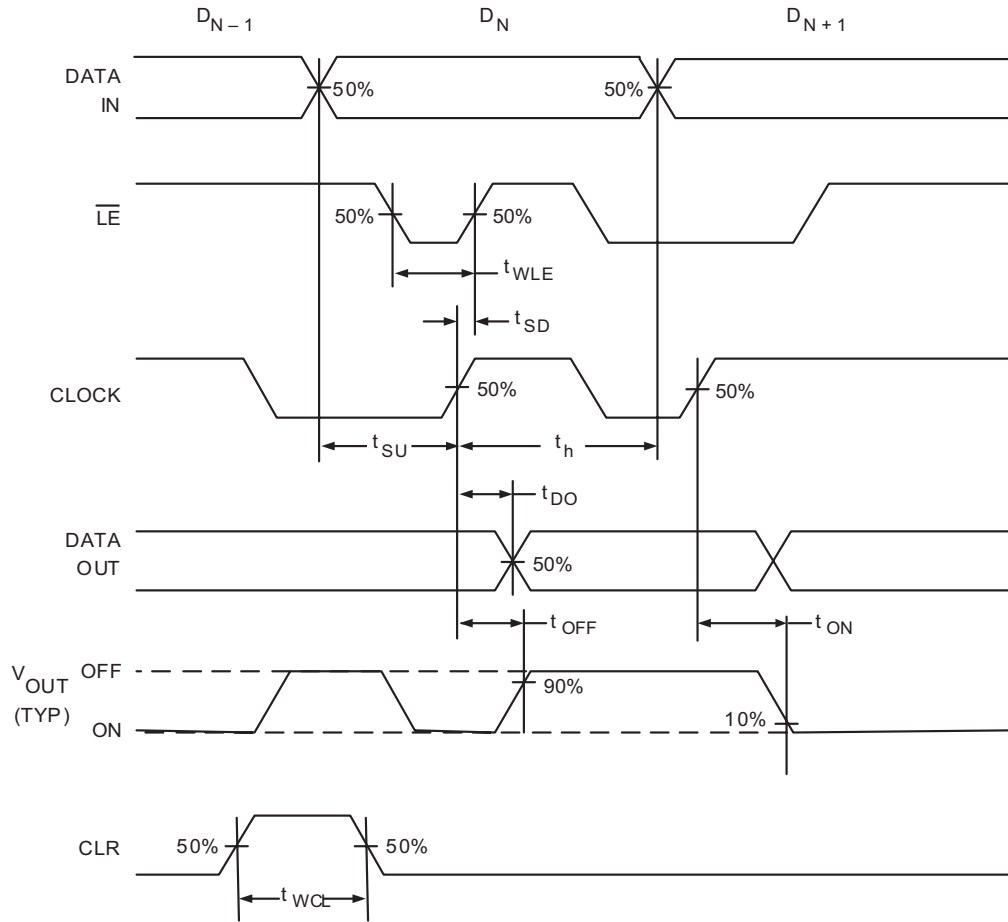 D N – 1
D N
D N + 1
DATA
IN
50%
50%
LE
50%
50%
t WLE
t SD
CLOCK
50%
50%
t SU
t h
t DO
DATA
OUT
50%
t OFF
t ON
V OUT
(TYP)
OFF
90%
ON
10%
CLR
50%
50%
t WCL